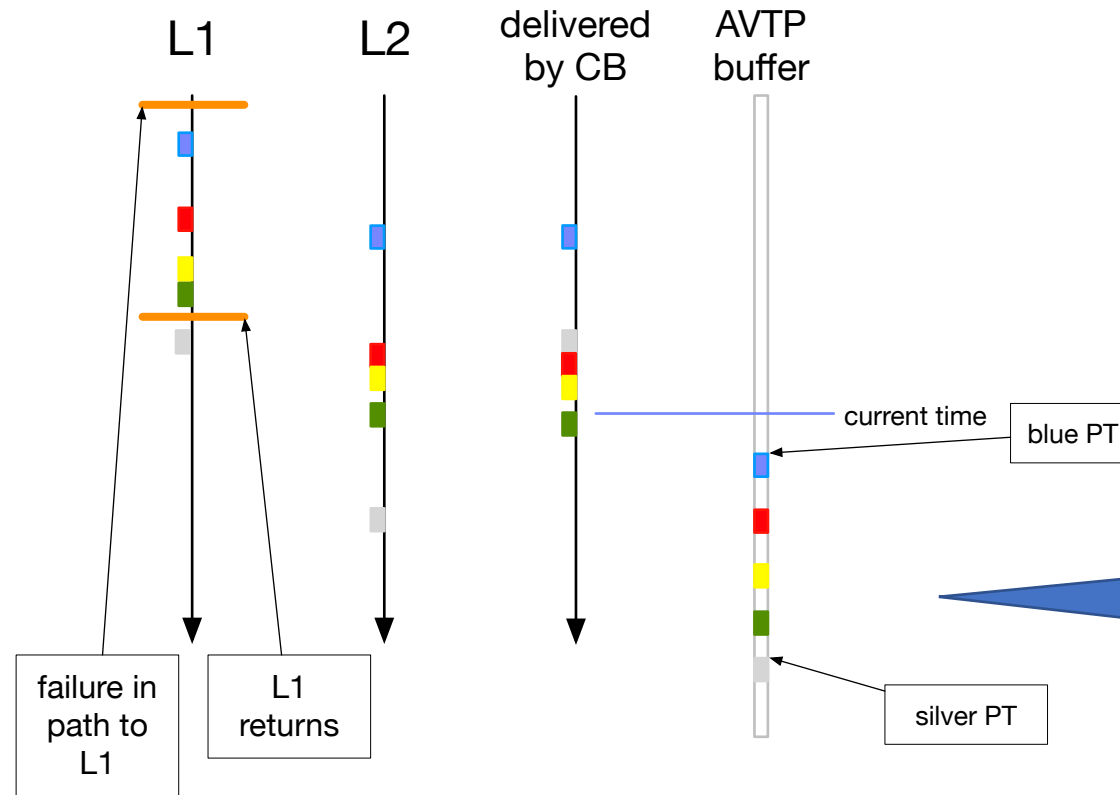 L1
L2
delivered
by CB
AVTP
buffer
current time
blue PT
failure in
path to
L1
L1
returns
silver PT